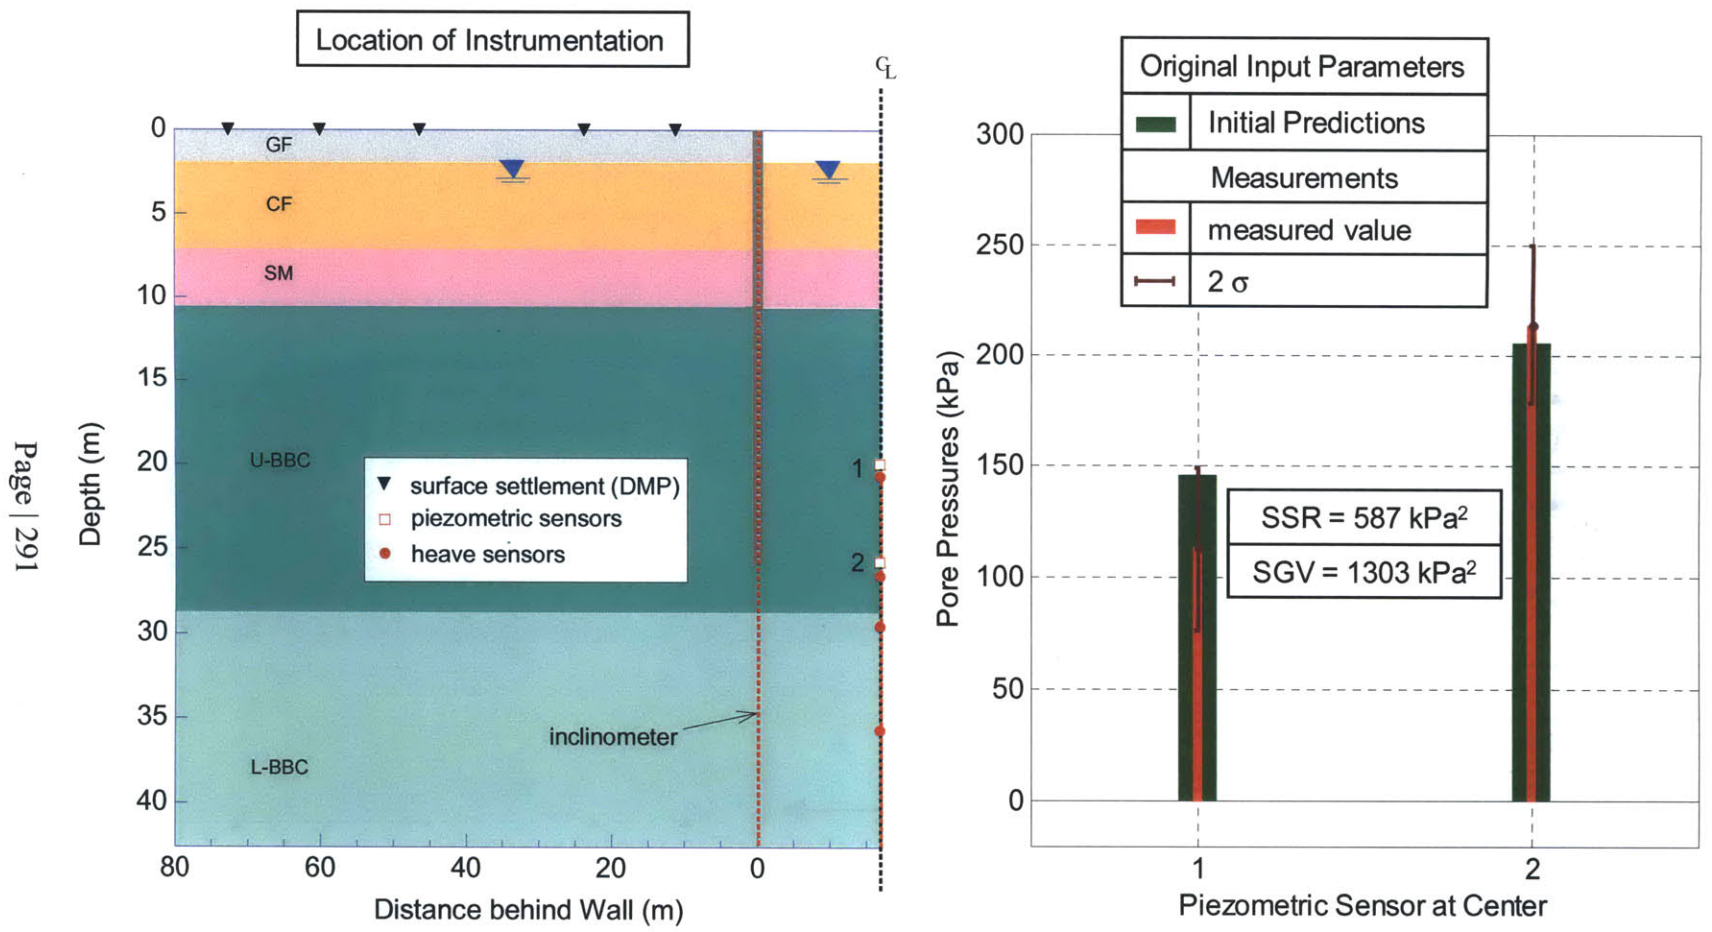 Location of Instrumentation
CL
0
5
10
15
20
25
30
35
40
Depth (m)
GF
CF
SM
U-BBC
L-BBC
surface settlement (DMP)
piezometric sensors
heave sensors
inclinometer
1
2
80
60
40
20
0
Distance behind Wall (m)
Original Input Parameters
Initial Predictions
Measurements
measured value
2 σ
300
250
200
150
100
50
0
Pore Pressures (kPa)
SSR = 587 kPa²
SGV = 1303 kPa²
1
2
Piezometric Sensor at Center
Page | 291